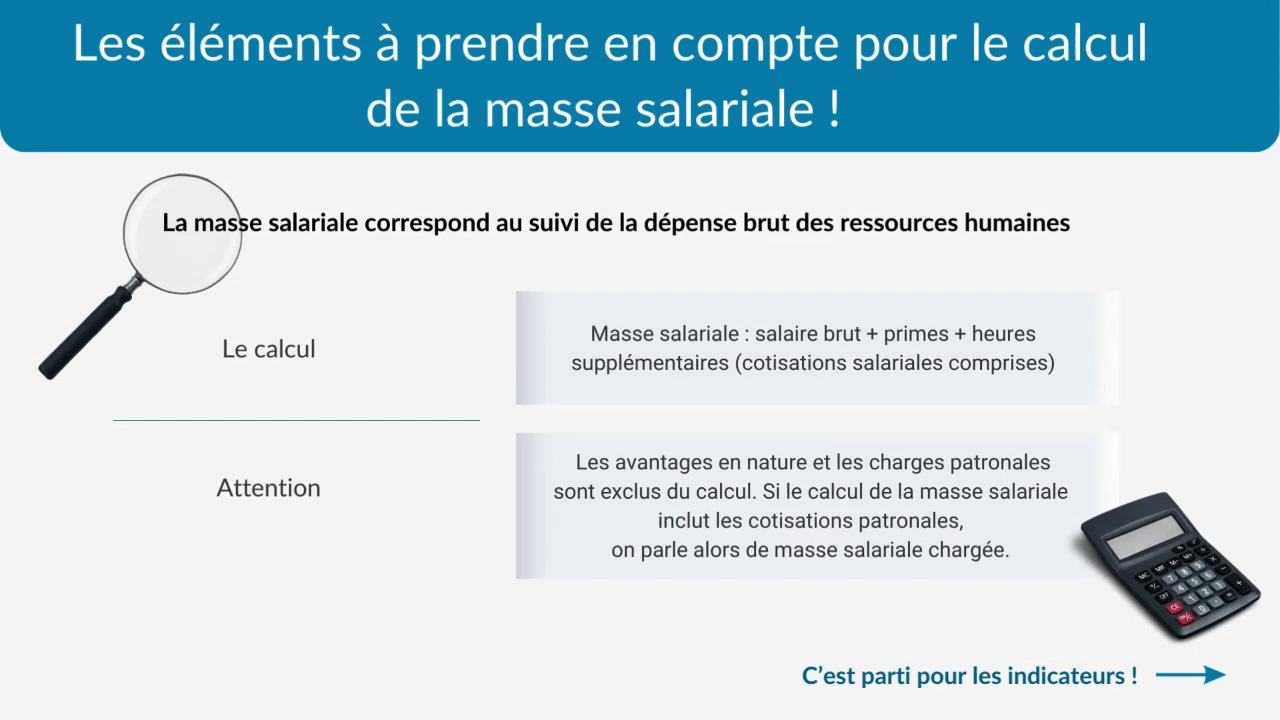 Les éléments à prendre en compte pour le calcul
de la masse salariale !
La masse salariale correspond au suivi de la dépense brut des ressources humaines
Le calcul
Masse salariale : salaire brut + primes + heures
supplémentaires (cotisations salariales comprises)
Attention
Les avantages en nature et les charges patronales
sont exclus du calcul. Si le calcul de la masse salariale
inclut les cotisations patronales,
on parle alors de masse salariale chargée.
C’est parti pour les indicateurs !